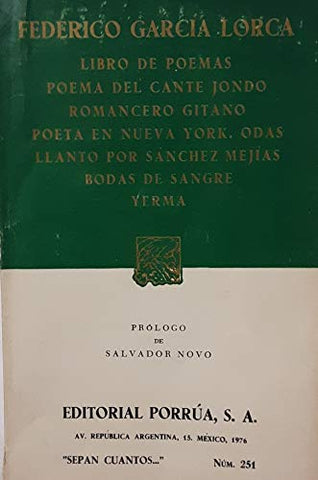 FEDERICO GARCÍA LORCA
LIBRO DE POEMAS
POEMA DEL CANTE JONDO
ROMANCERO GITANO
POETA EN NUEVA YORK. ODAS
LLANTO POR SÁNCHEZ MEJÍAS
BODAS DE SANGRE
YERMA
PRÓLOGO
DE
SALVADOR NOVO
EDITORIAL PORRÚA, S. A.
AV. REPÚBLICA ARGENTINA, 15. MÉXICO, 1976
"SEPAN CUANTOS..." NÚM. 251